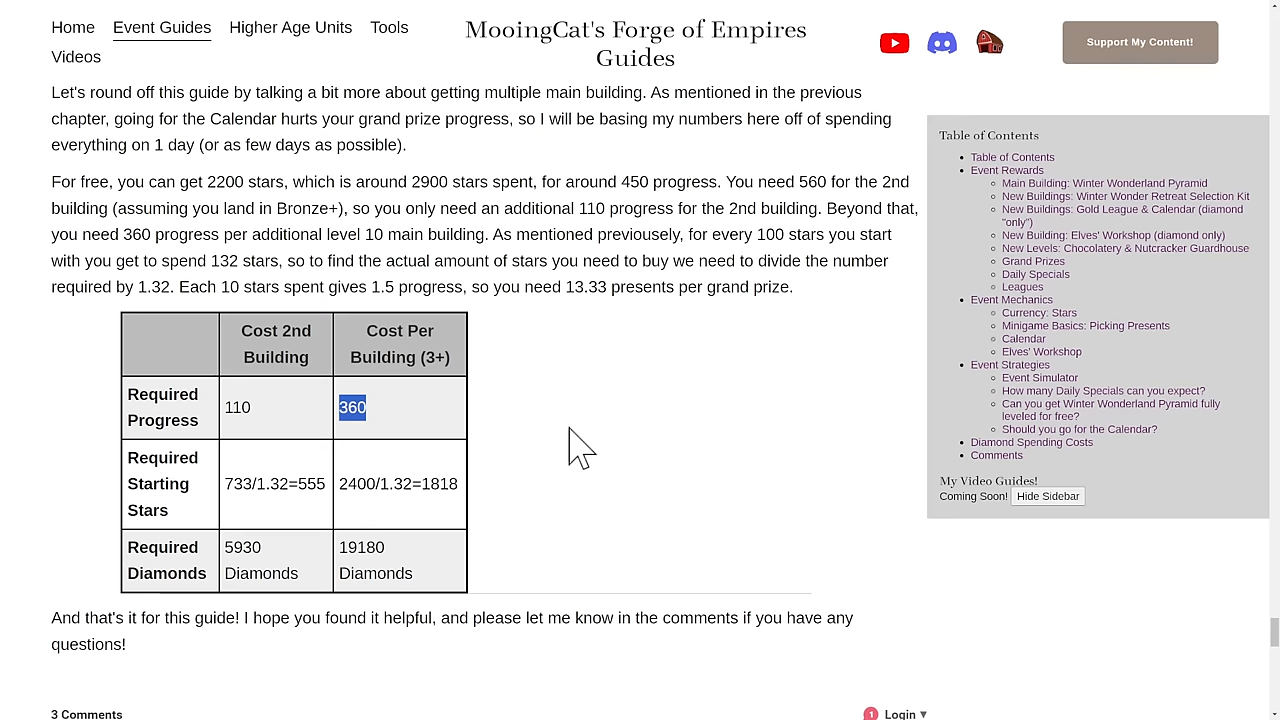 Home Event Guides Higher Age Units Tools
Videos
MooingCat's Forge of Empires
Guides
Support My Content!
Let's round off this guide by talking a bit more about getting multiple main building. As mentioned in the previous
chapter, going for the Calendar hurts your grand prize progress, so I will be basing my numbers here off of spending
everything on 1 day (or as few days as possible).
For free, you can get 2200 stars, which is around 2900 stars spent, for around 450 progress. You need 560 for the 2nd
building (assuming you land in Bronze+), so you only need an additional 110 progress for the 2nd building. Beyond that,
you need 360 progress per additional level 10 main building. As mentioned previousely, for every 100 stars you start
with you get to spend 132 stars, so to find the actual amount of stars you need to buy we need to divide the number
required by 1.32. Each 10 stars spent gives 1.5 progress, so you need 13.33 presents per grand prize.
Cost 2nd
Building
Cost Per
Building (3+)
Required
Progress
110
360
Required
Starting
Stars
733/1.32=555
2400/1.32=1818
Required
Diamonds
5930
Diamonds
19180
Diamonds
And that's it for this guide! I hope you found it helpful, and please let me know in the comments if you have any
questions!
3 Comments
1 Login ▾
Table of Contents
Table of Contents
Event Rewards
Main Building: Winter Wonderland Pyramid
New Buildings: Winter Wonder Retreat Selection Kit
New Buildings: Gold League & Calendar (diamond
"only")
New Building: Elves' Workshop (diamond only)
New Levels: Chocolatery & Nutcracker Guardhouse
Grand Prizes
Daily Specials
Leagues
Event Mechanics
Currency: Stars
Minigame Basics: Picking Presents
Calendar
Elves' Workshop
Event Strategies
Event Simulator
How many Daily Specials can you expect?
Can you get Winter Wonderland Pyramid fully
leveled for free?
Should you go for the Calendar?
Diamond Spending Costs
Comments
My Video Guides!
Coming Soon! Hide Sidebar